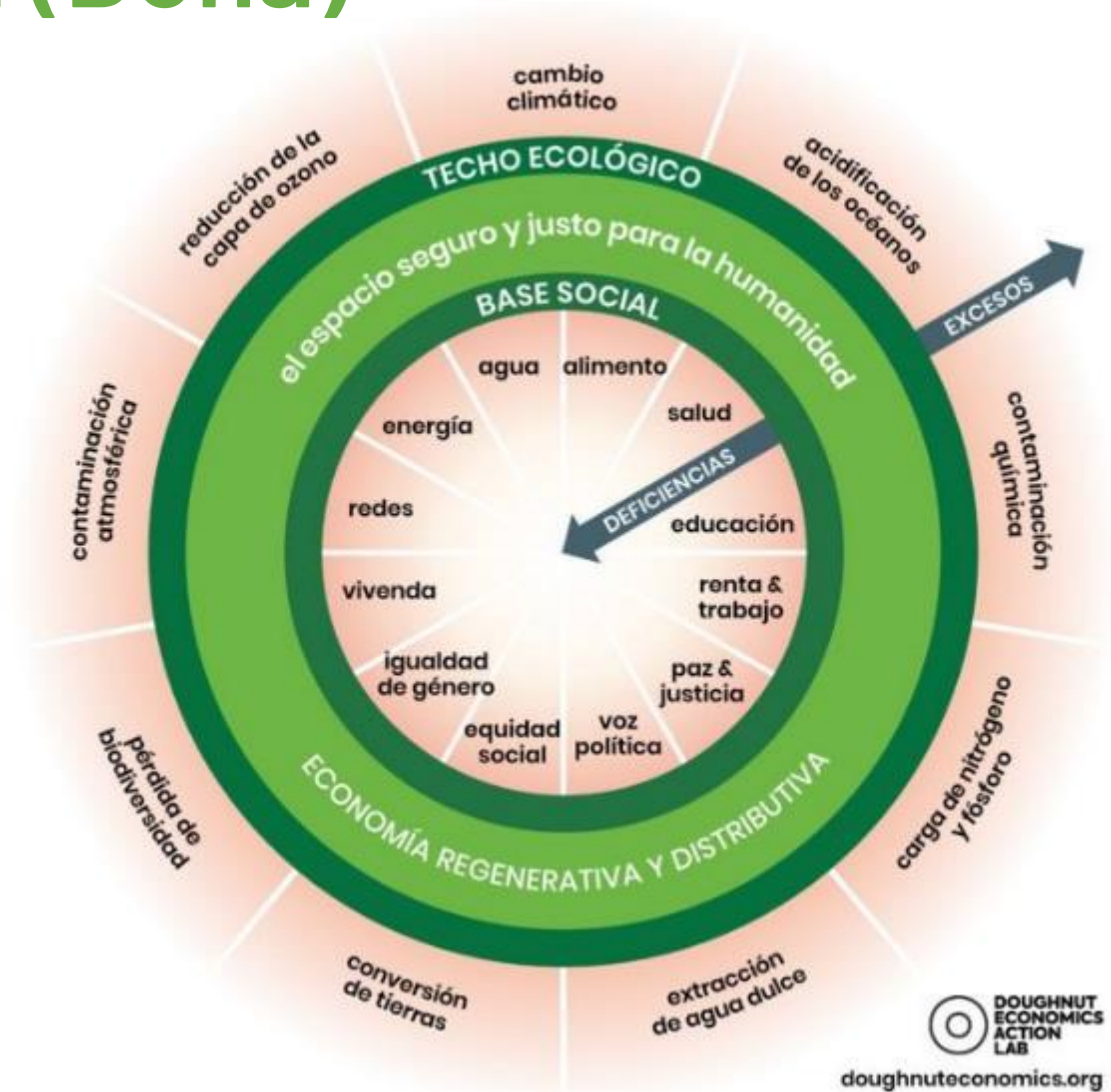 (Dona)
cambio
climático
acidificación
de los océanos
EXCESOS
contaminación
química
carga de nitrógeno
y fósforo
extracción
de agua dulce
conversión
de tierras
pérdida de
biodiversidad
contaminación
atmosférica
reducción de la
capa de ozono
TECHO ECOLÓGICO
el espacio seguro y justo para la humanidad
BASE SOCIAL
agua
alimento
salud
DEFICIENCIAS
educación
renta &
trabajo
paz &
justicia
voz
política
equidad
social
igualdad
de género
vivenda
redes
energía
ECONOMÍA REGENERATIVA Y DISTRIBUTIVA
DOUGHNUT
ECONOMICS
ACTION
LAB
doughnuteconomics.org